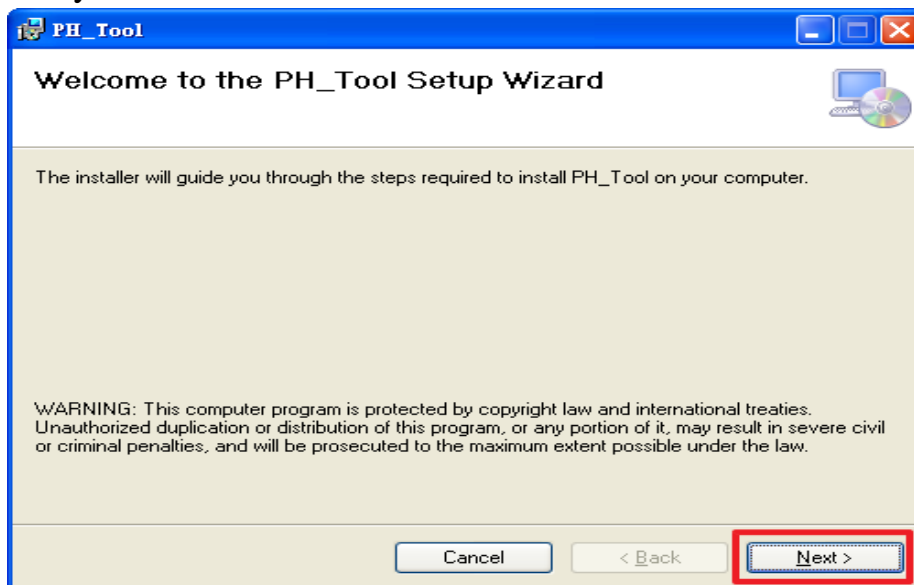 PH_Tool
Welcome to the PH_Tool Setup Wizard
The installer will guide you through the steps required to install PH_Tool on your computer.
WARNING: This computer program is protected by copyright law and international treaties.
Unauthorized duplication or distribution of this program, or any portion of it, may result in severe civil
or criminal penalties, and will be prosecuted to the maximum extent possible under the law.
Cancel
< Back
Next >